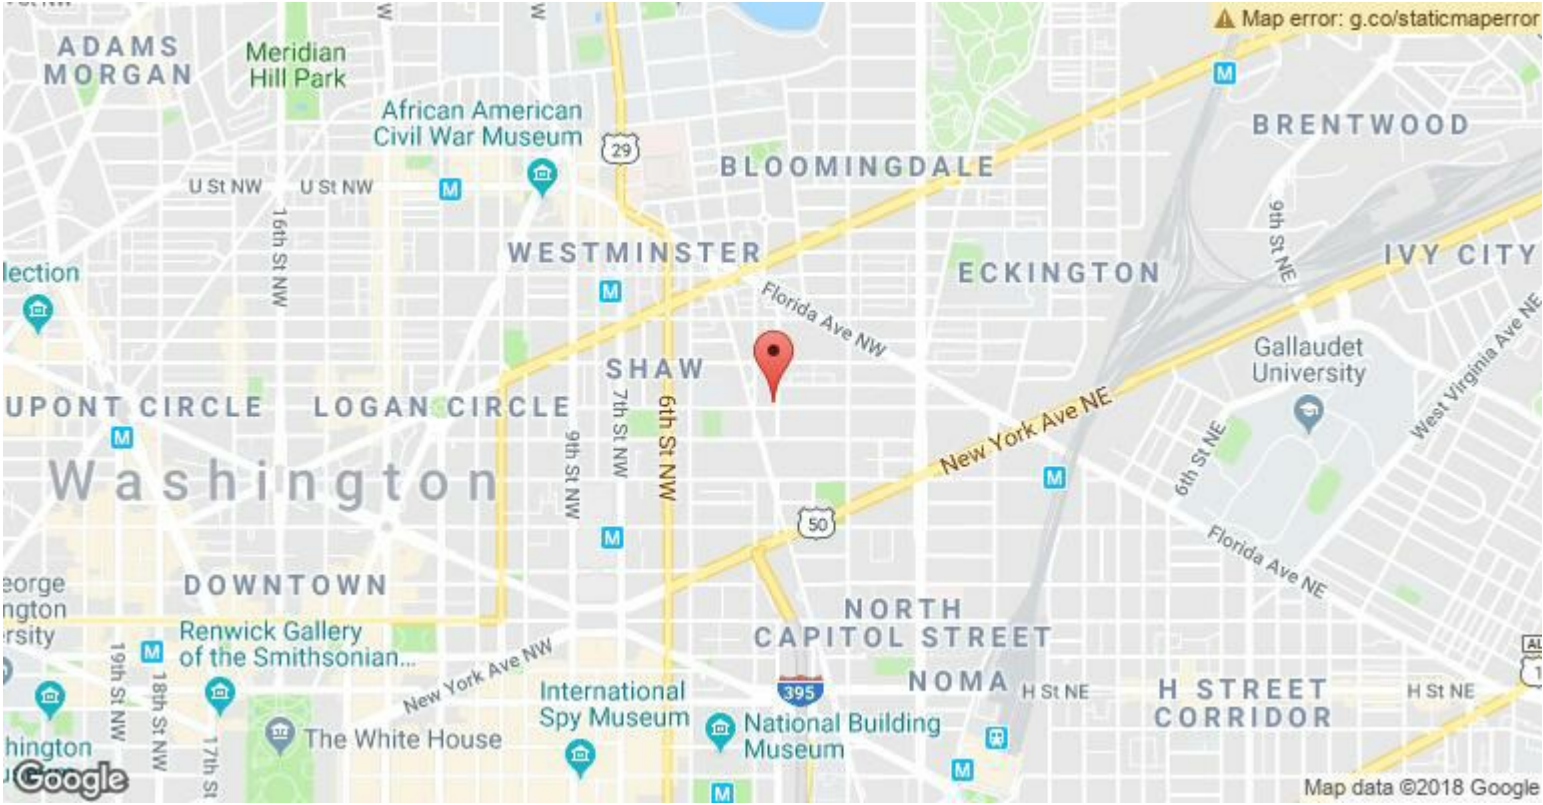 Map error: g.co/staticmaperror
ADAMS
MORGAN
Meridian
Hill Park
African American
Civil War Museum
29
BRENTWOOD
BLOOMINGDALE
U St NW
U St NW
M
M
16th St NW
9th St NE
WESTMINSTER
IVY CITY
ECKINGTON
lection
M
Florida Ave NW
West Virginia Ave NE
Gallaudet
University
SHAW
UPONT CIRCLE
LOGAN CIRCLE
7th St NW
6th St NW
New York Ave NE
M
9th St NW
6th St NE
M
Washington
50
M
Florida Ave NE
eorge
ngton
rsity
DOWNTOWN
NORTH
CAPITOL STREET
Renwick Gallery
of the Smithsonian...
M
19th St NW
18th St NW
17th St
New York Ave NW
International
Spy Museum
395
NOMA
H St NE
H STREET
CORRIDOR
H St NE
AL
1
The White House
National Building
Museum
hington
M
M
Google
Map data ©2018 Google